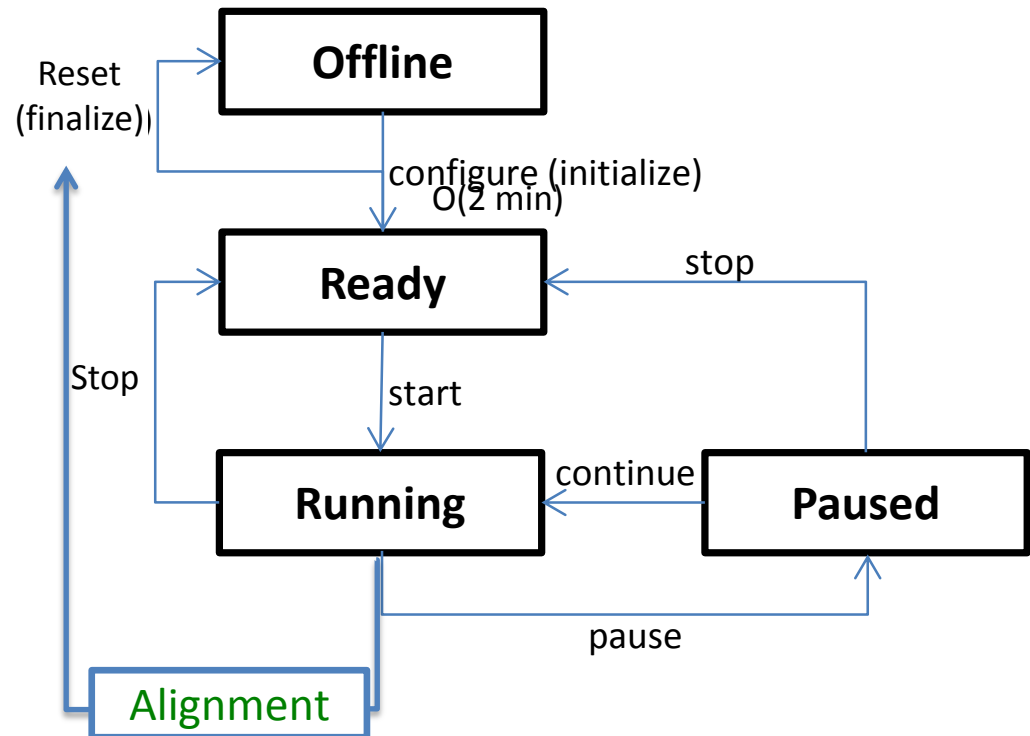 Offline
Reset
(finalize))
configure (initialize)
O(2 min)
Ready
stop
Stop
start
Running
continue
Paused
pause
Alignment